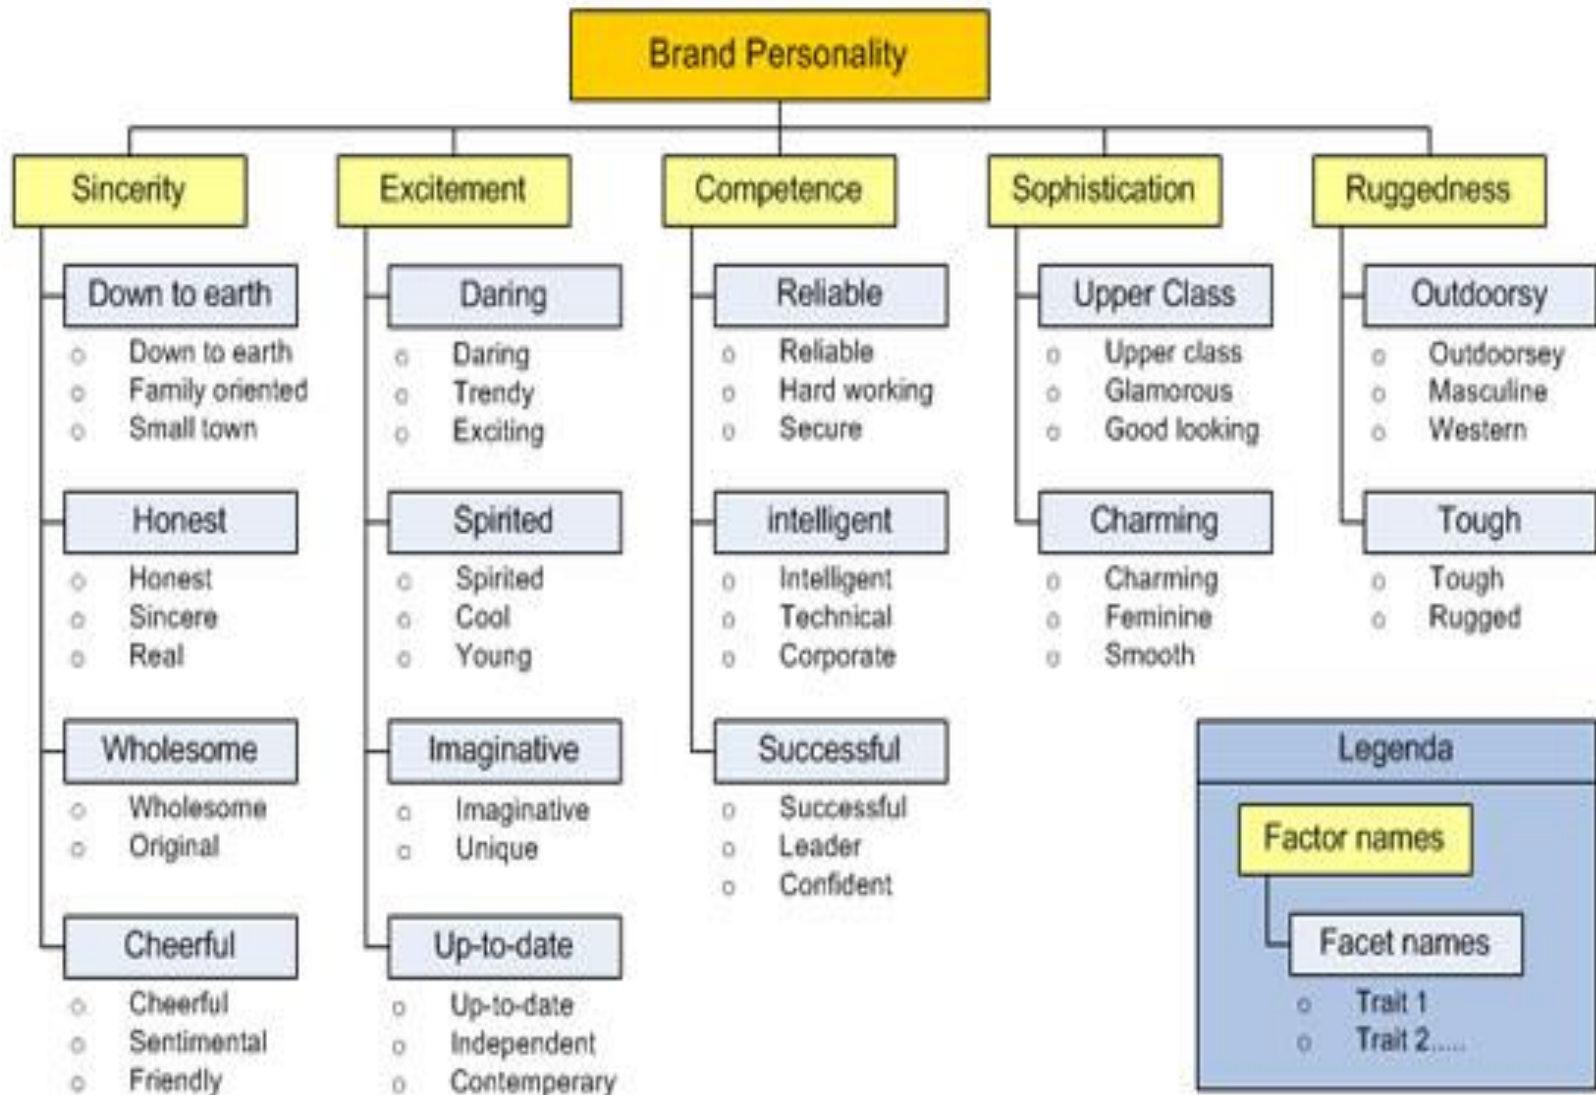 Brand Personality
Sincerity
Down to earth
Down to earth
Family oriented
Small town
Honest
Honest
Sincere
Real
Wholesome
Wholesome
Original
Cheerful
Cheerful
Sentimental
Friendly
Excitement
Daring
Daring
Trendy
Exciting
Spirited
Spirited
Cool
Young
Imaginative
Imaginative
Unique
Up-to-date
Up-to-date
Independent
Contemperary
Competence
Reliable
Reliable
Hard working
Secure
intelligent
Intelligent
Technical
Corporate
Successful
Successful
Leader
Confident
Sophistication
Upper Class
Upper class
Glamorous
Good looking
Charming
Charming
Feminine
Smooth
Ruggedness
Outdoorsy
Outdoorsey
Masculine
Western
Tough
Tough
Rugged
Legenda
Factor names
Facet names
Trait 1
Trait 2.....